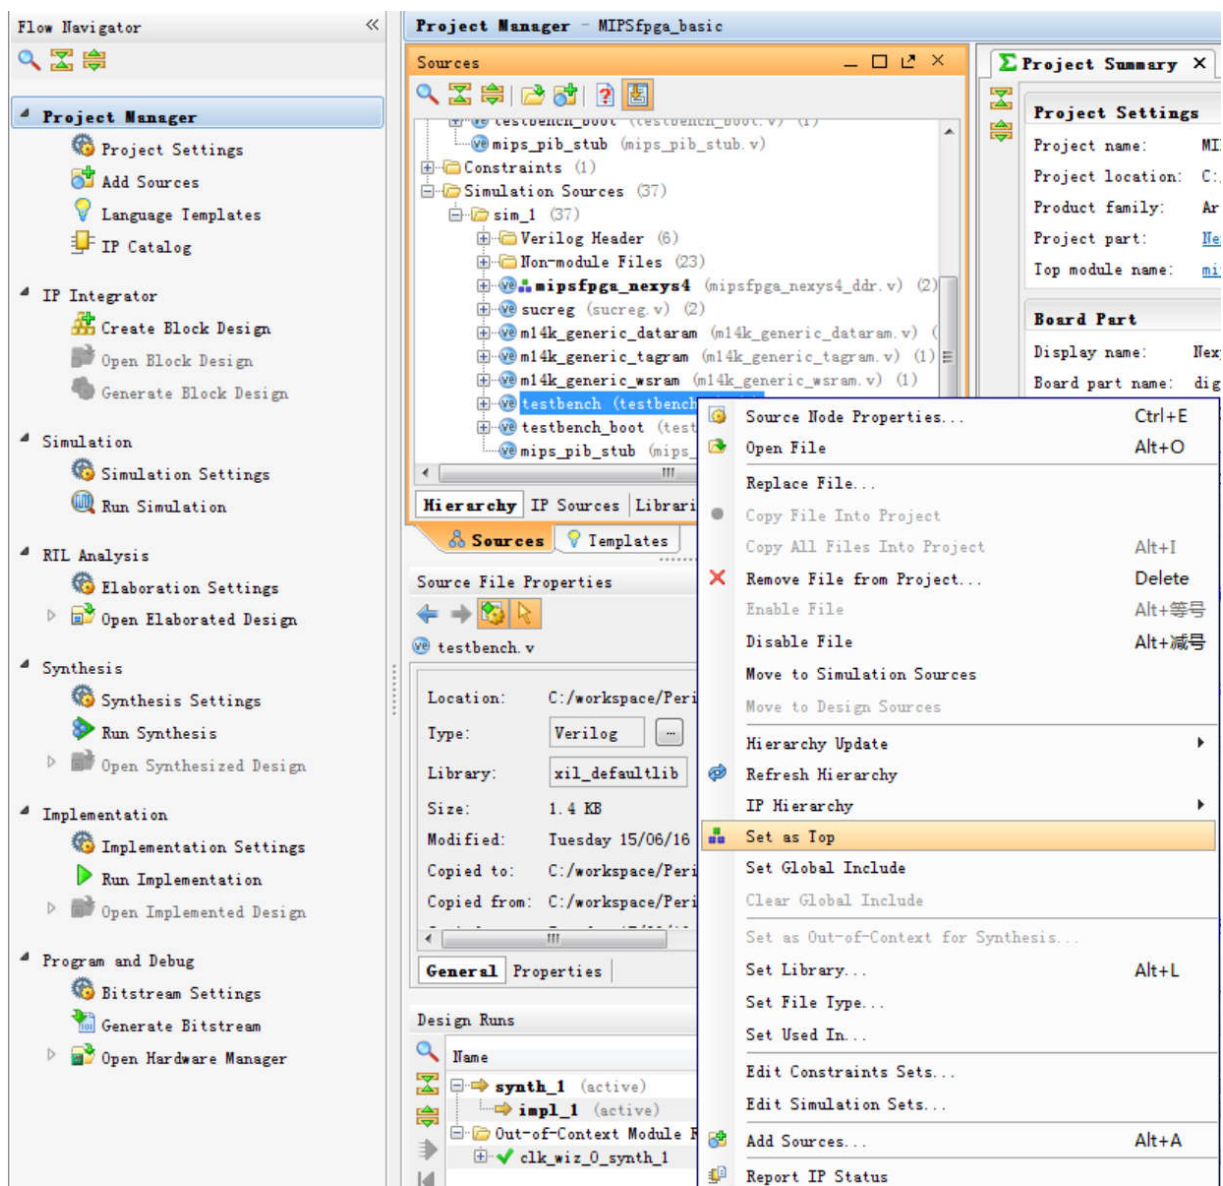 Flow Navigator
Project Manager
Project Settings
Add Sources
Language Templates
IP Catalog
IP Integrator
Create Block Design
Open Block Design
Generate Block Design
Simulation
Simulation Settings
Run Simulation
RTL Analysis
Elaboration Settings
Open Elaborated Design
Synthesis
Synthesis Settings
Run Synthesis
Open Synthesized Design
Implementation
Implementation Settings
Run Implementation
Open Implemented Design
Program and Debug
Bitstream Settings
Generate Bitstream
Open Hardware Manager
Project Manager - MIPSfpga_basic
Sources
testbench_boot (testbench_boot.v) (1)
mips_pib_stub (mips_pib_stub.v)
Constraints (1)
Simulation Sources (37)
sim_1 (37)
Verilog Header (6)
Non-module Files (23)
mipsfpga_nexys4 (mipsfpga_nexys4_ddr.v) (2)
sucreg (sucreg.v) (2)
m14k_generic_dataram (m14k_generic_dataram.v) (
m14k_generic_tagram (m14k_generic_tagram.v) (1)
m14k_generic_wsram (m14k_generic_wsram.v) (1)
testbench (testbench
testbench_boot (test
mips_pib_stub (mips_
Hierarchy IP Sources Librari
Sources Templates
Source File Properties
testbench.v
Location: C:/workspace/Peri
Type: Verilog ...
Library: xil_defaultlib
Size: 1.4 KB
Modified: Tuesday 15/06/16
Copied to: C:/workspace/Peri
Copied from: C:/workspace/Peri
General Properties
Design Runs
Name
synth_1 (active)
impl_1 (active)
Out-of-Context Module R
clk_wiz_0_synth_1
Project Summary
Project Settings
Project name: MI
Project location: C:
Product family: Ar
Project part: Ne
Top module name: mi
Board Part
Display name: Nex
Board part name: dig
Source Node Properties... Ctrl+E
Open File Alt+O
Replace File...
Copy File Into Project
Copy All Files Into Project Alt+I
Remove File from Project... Delete
Enable File Alt+等号
Disable File Alt+减号
Move to Simulation Sources
Move to Design Sources
Hierarchy Update
Refresh Hierarchy
IP Hierarchy
Set as Top
Set Global Include
Clear Global Include
Set as Out-of-Context for Synthesis...
Set Library... Alt+L
Set File Type...
Set Used In...
Edit Constraints Sets...
Edit Simulation Sets...
Add Sources... Alt+A
Report IP Status